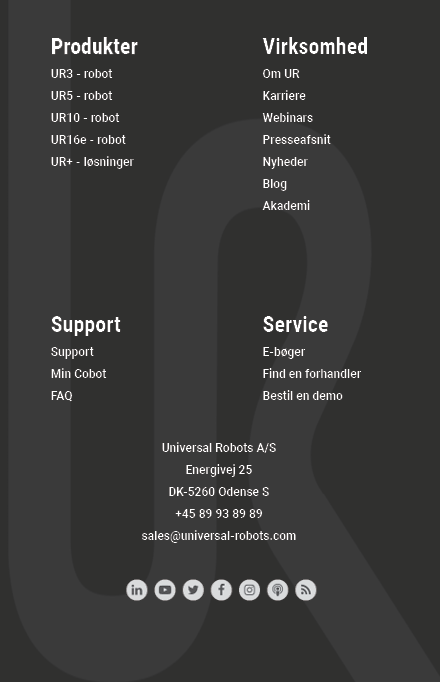 Produkter
UR3 - robot
UR5 - robot
UR10 - robot
UR16e - robot
UR+ - løsninger
Virksomhed
Om UR
Karriere
Webinars
Presseafsnit
Nyheder
Blog
Akademi
Support
Support
Min Cobot
FAQ
Service
E-bøger
Find en forhandler
Bestil en demo
Universal Robots A/S
Energivej 25
DK-5260 Odense S
+45 89 93 89 89
sales@universal-robots.com